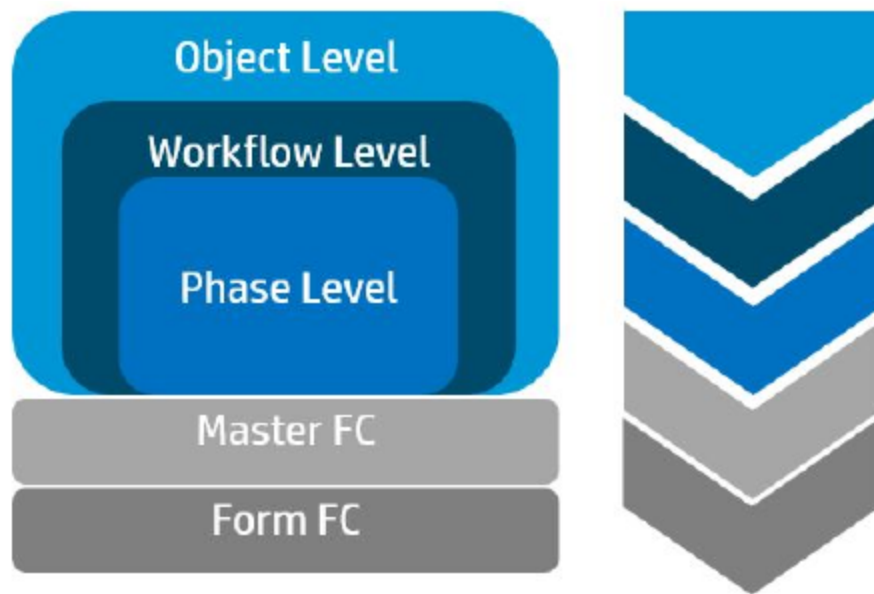 Object Level
Workflow Level
Phase Level
Master FC
Form FC